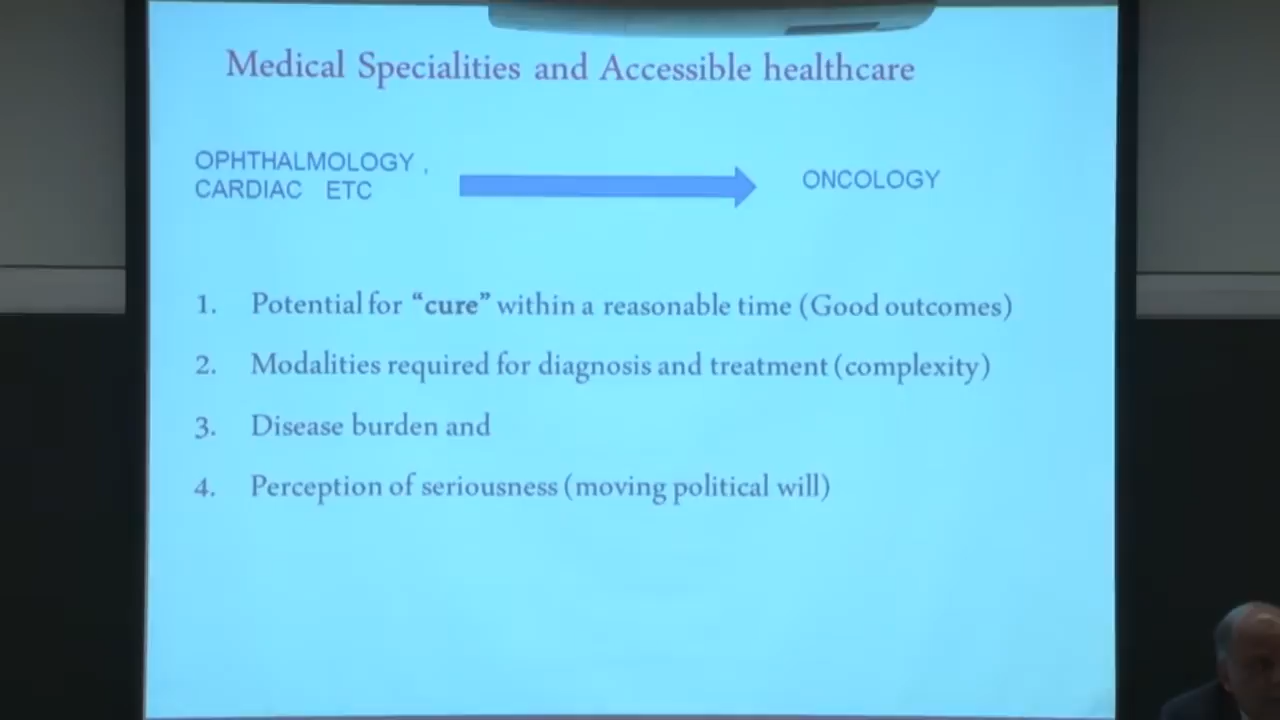 Medical Specialities and Accessible healthcare
OPHTHALMOLOGY ,
CARDIAC ETC
ONCOLOGY
1. Potential for “cure” within a reasonable time (Good outcomes)
2. Modalities required for diagnosis and treatment (complexity)
3. Disease burden and
4. Perception of seriousness (moving political will)